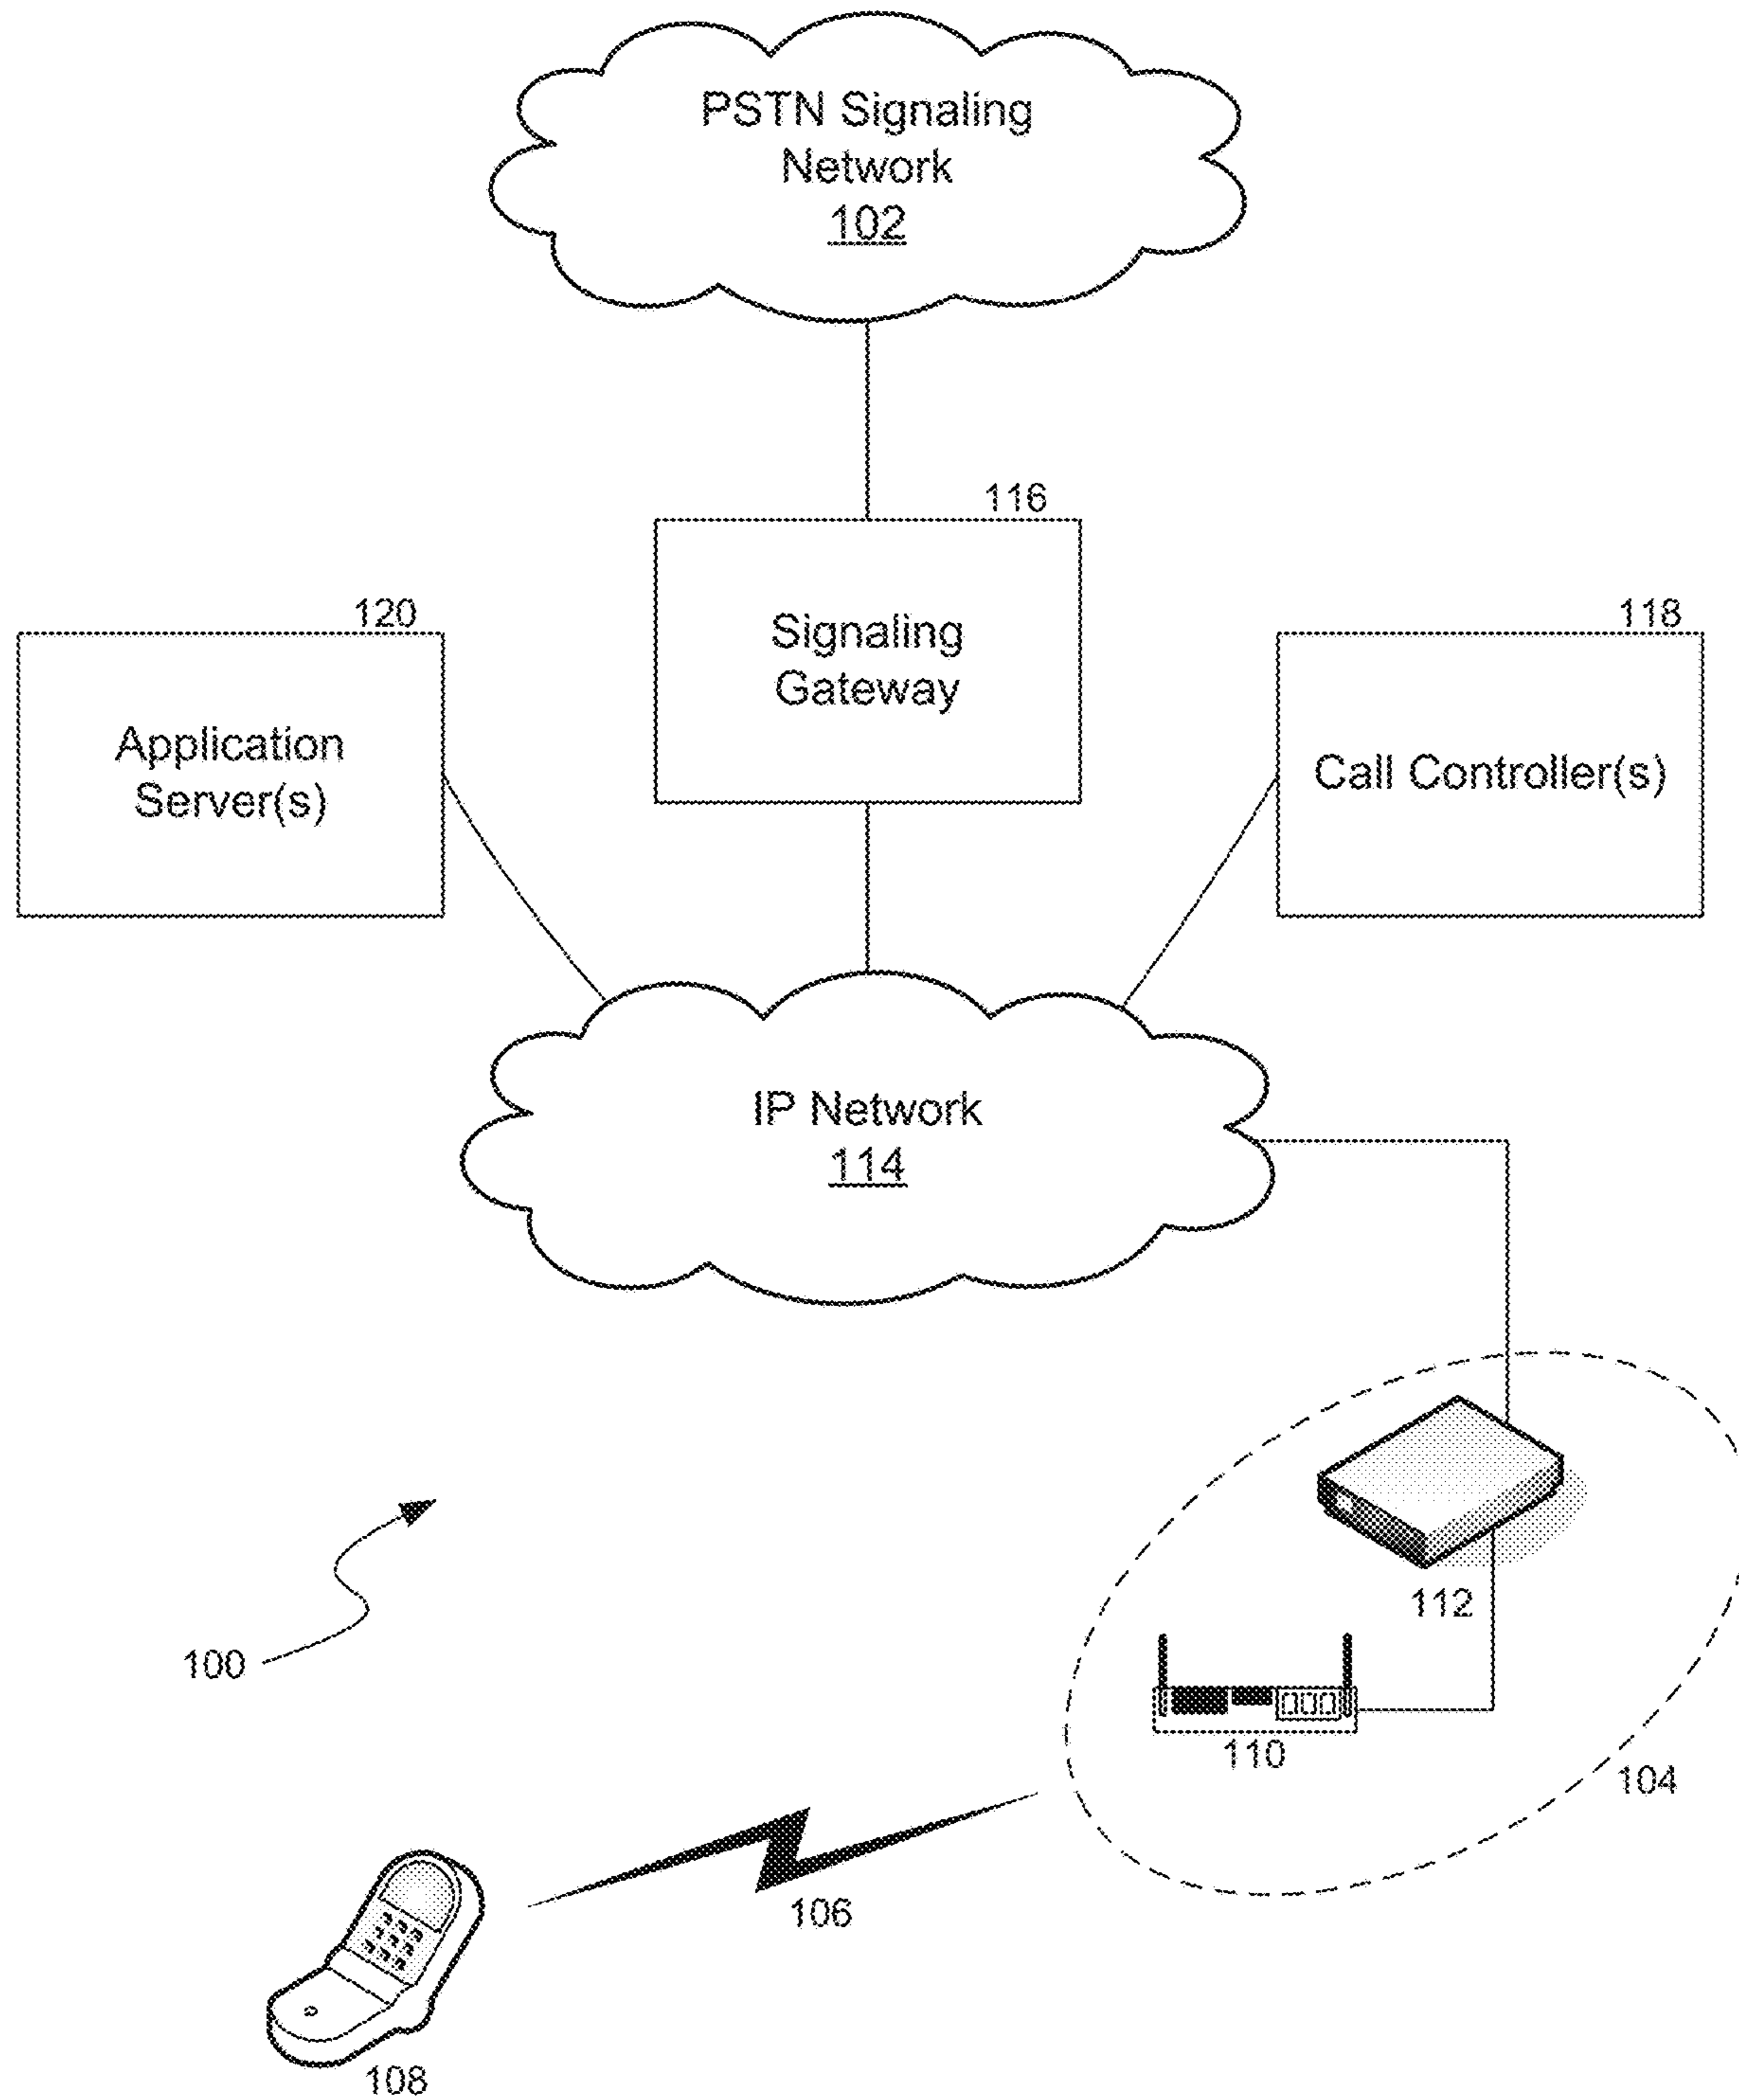 PSTN Signaling
Network
102
116
Signaling
Gateway
120
Application
Server(s)
118
Call Controller(s)
IP Network
114
112
100
110
104
106
108